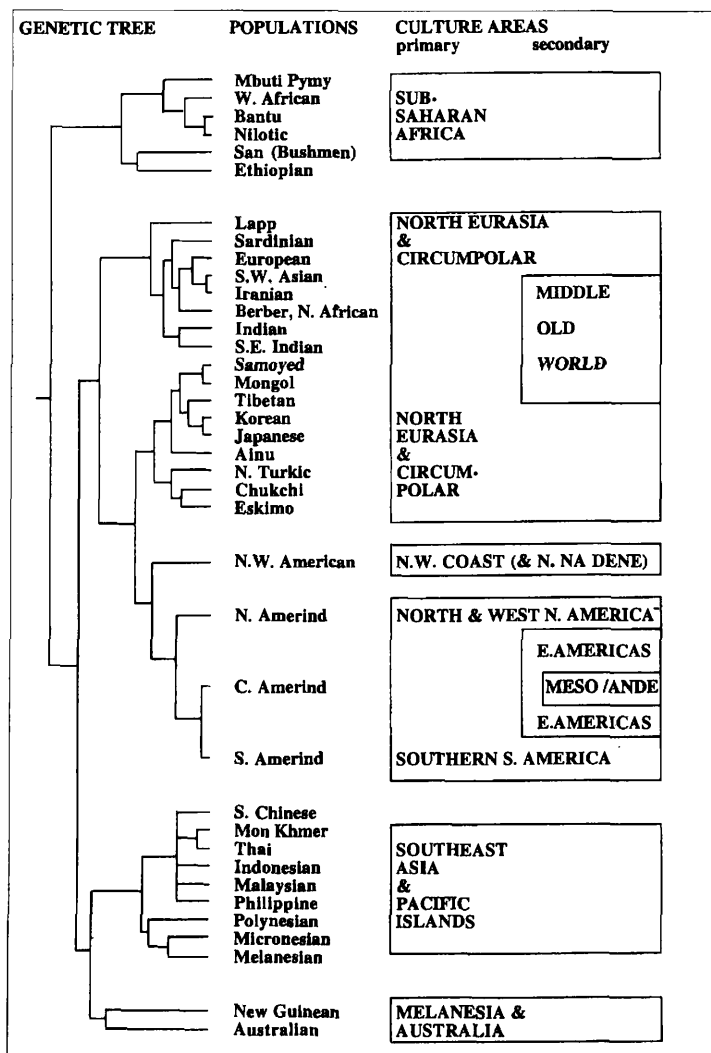 GENETIC TREE POPULATIONS CULTURE AREAS
primary secondary
Mbuti Pymy
W. African SUB-
Bantu SAHARAN
Nilotic AFRICA
San (Bushmen)
Ethiopian
Lapp NORTH EURASIA
Sardinian &
European CIRCUMPOLAR
S.W. Asian
Iranian MIDDLE
Berber, N. African
Indian OLD
S.E. Indian
Samoyed WORLD
Mongol
Tibetan
Korean NORTH
Japanese EURASIA
Ainu &
N. Turkic CIRCUM-
Chukchi POLAR
Eskimo
N.W. American N.W. COAST (& N. NA DENE)
N. Amerind NORTH & WEST N. AMERICA
E.AMERICAS
C. Amerind MESO /ANDE
E.AMERICAS
S. Amerind SOUTHERN S. AMERICA
S. Chinese
Mon Khmer
Thai SOUTHEAST
Indonesian ASIA
Malaysian &
Philippine PACIFIC
Polynesian ISLANDS
Micronesian
Melanesian
New Guinean MELANESIA &
Australian AUSTRALIA